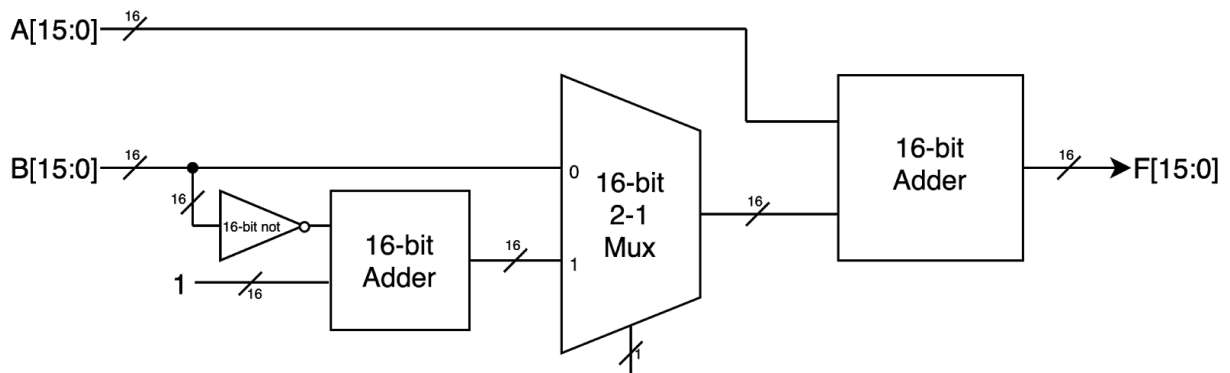 A[15:0]
16
B[15:0]
16
16
16-bit not
1
16
16-bit
Adder
16
0
1
16-bit
2-1
Mux
1
16
16-bit
Adder
16
F[15:0]